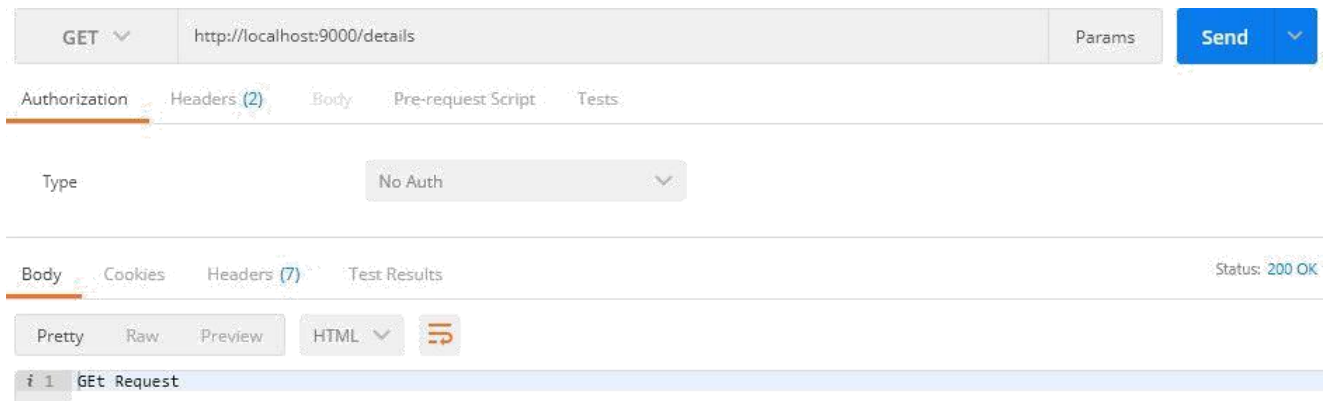 GET http://localhost:9000/details Params Send
Authorization Headers (2) Body Pre-request Script Tests
Type No Auth
Body Cookies Headers (7) Test Results Status: 200 OK
Pretty Raw Preview HTML
i 1 GEt Request